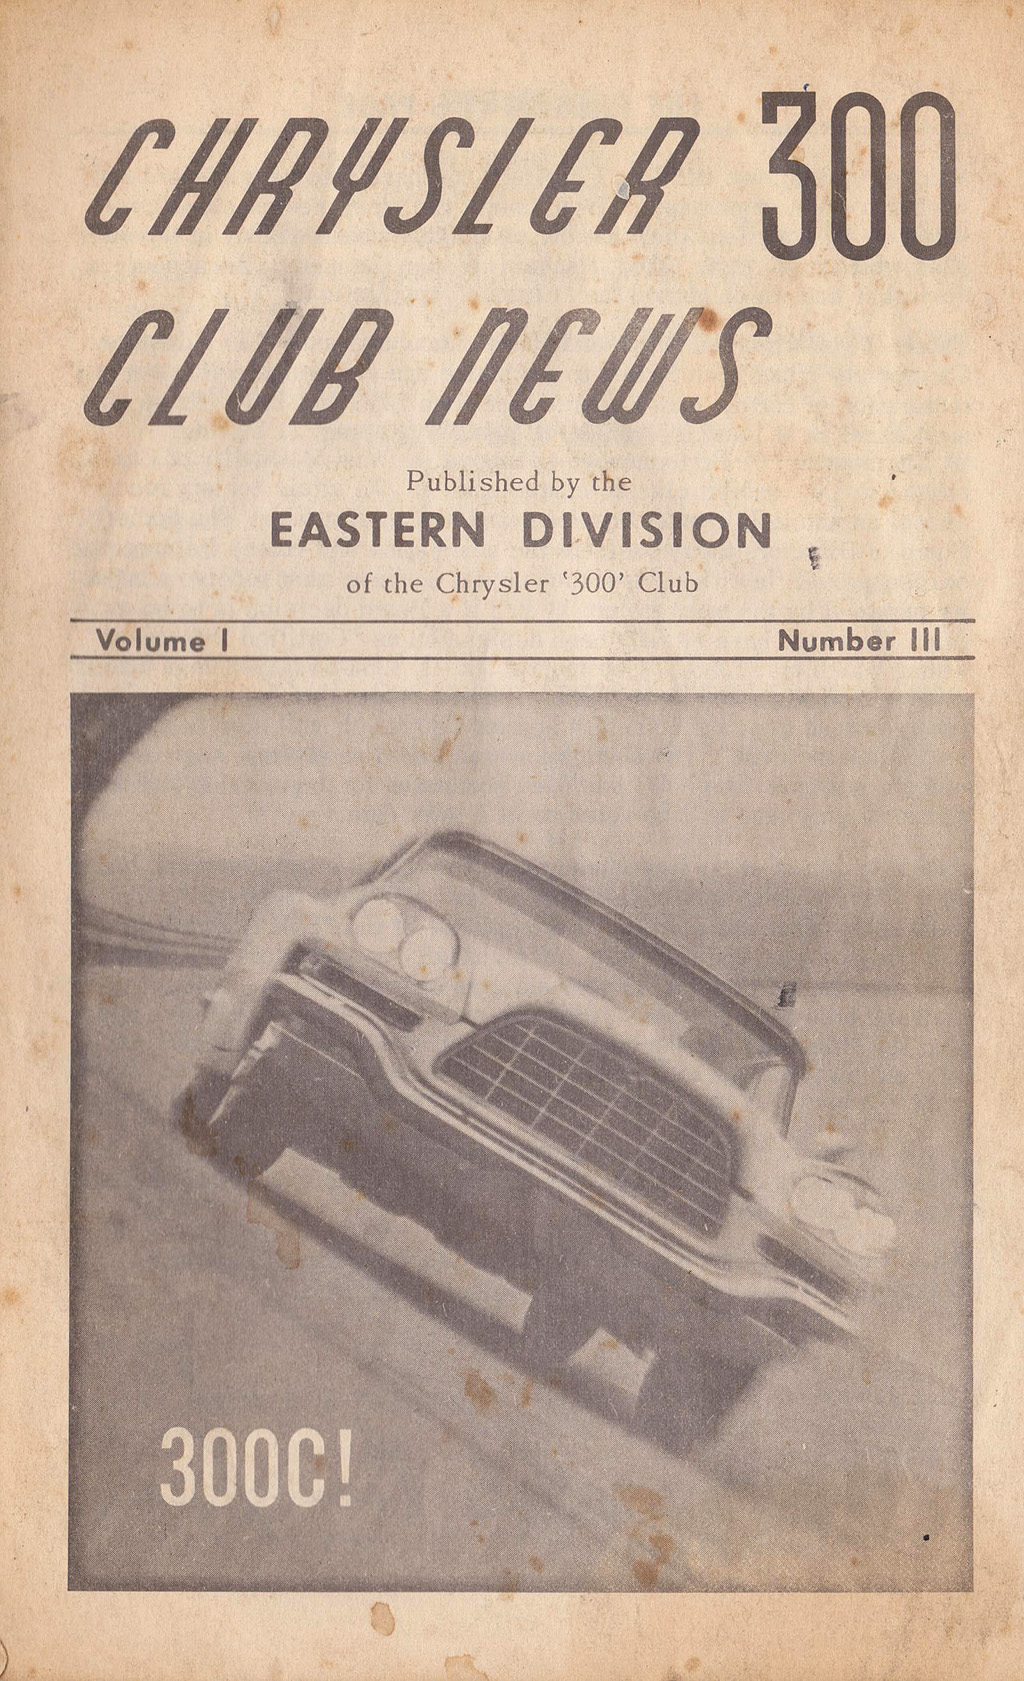 CHRYSLER 300
CLUB NEWS
Published by the
EASTERN DIVISION
of the Chrysler '300' Club
Volume I Number III
300C!